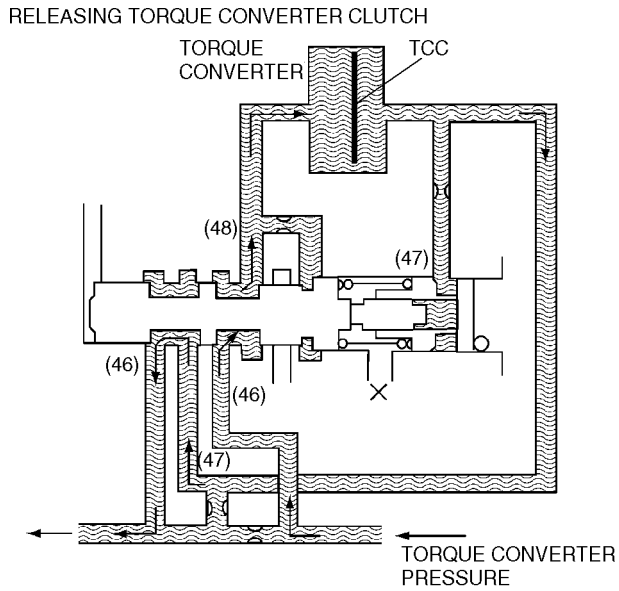 RELEASING TORQUE CONVERTER CLUTCH
TORQUE
CONVERTER
TCC
(48)
(47)
(46)
(46)
(47)
TORQUE CONVERTER
PRESSURE